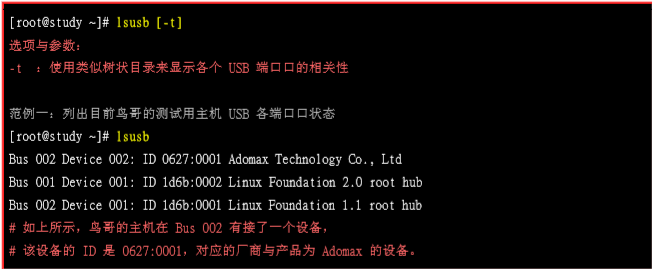 [root@study ~]# lsusb [-t]
选项与参数：
-t ：使用类似树状目录来显示各个 USB 端口口的相关性
范例一：列出目前鸟哥的测试用主机 USB 各端口口状态
[root@study ~]# lsusb
Bus 002 Device 002: ID 0627:0001 Adomax Technology Co., Ltd
Bus 001 Device 001: ID 1d6b:0002 Linux Foundation 2.0 root hub
Bus 002 Device 001: ID 1d6b:0001 Linux Foundation 1.1 root hub
# 如上所示，鸟哥的主机在 Bus 002 有接了一个设备，
# 该设备的 ID 是 0627:0001，对应的厂商与产品为 Adomax 的设备。